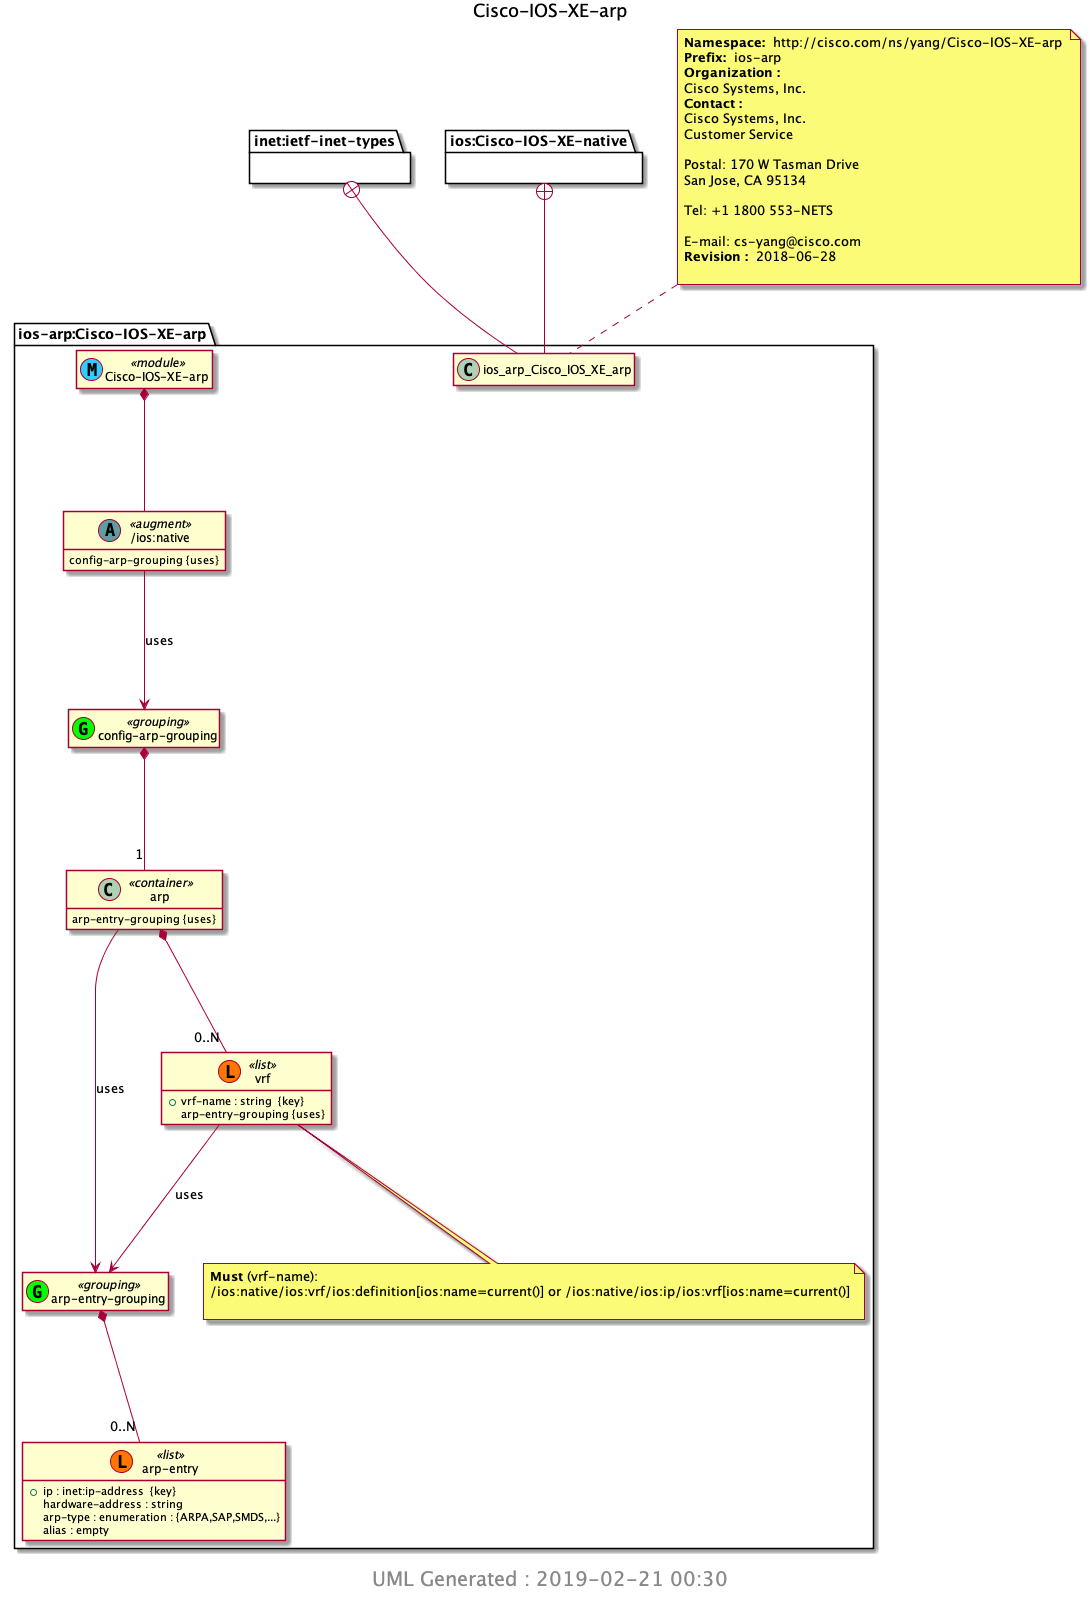 Cisco-IOS-XE-arp
Namespace: http://cisco.com/ns/yang/Cisco-IOS-XE-arp
Prefix: ios-arp
Organization :
Cisco Systems, Inc.
Contact :
Cisco Systems, Inc.
Customer Service
Postal: 170 W Tasman Drive
San Jose, CA 95134
Tel: +1 1800 553-NETS
E-mail: cs-yang@cisco.com
Revision : 2018-06-28
inet:ietf-inet-types
ios:Cisco-IOS-XE-native
ios-arp:Cisco-IOS-XE-arp
M
«module»
Cisco-IOS-XE-arp
C ios_arp_Cisco_IOS_XE_arp
A
«augment»
/ios:native
config-arp-grouping {uses}
uses
G
«grouping»
config-arp-grouping
1
C
«container»
arp
arp-entry-grouping {uses}
0..N
L
«list»
vrf
vrf-name : string {key}
arp-entry-grouping {uses}
uses
uses
G
«grouping»
arp-entry-grouping
Must (vrf-name):
/ios:native/ios:vrf/ios:definition[ios:name=current()] or /ios:native/ios:ip/ios:vrf[ios:name=current()]
0..N
L
«list»
arp-entry
ip : inet:ip-address {key}
hardware-address : string
arp-type : enumeration : {ARPA,SAP,SMDS,...}
alias : empty
UML Generated : 2019-02-21 00:30